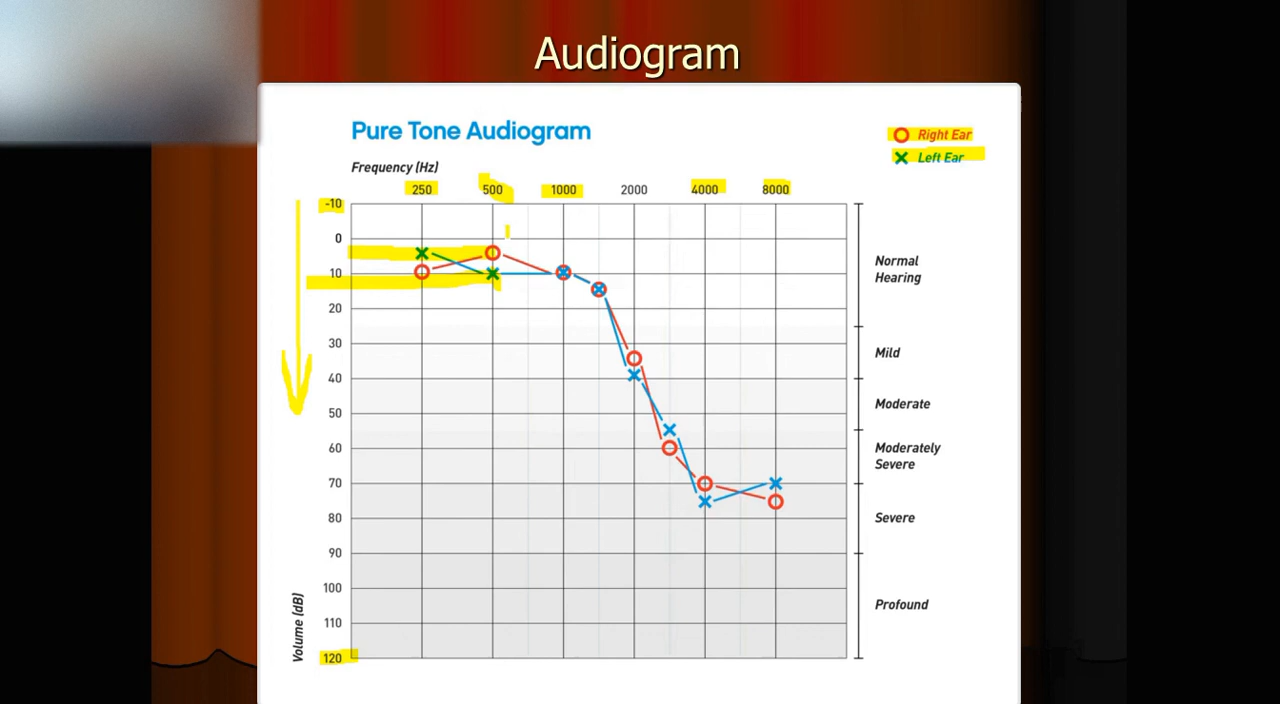 Audiogram
Pure Tone Audiogram
Right Ear
Left Ear
Frequency (Hz)
250 500 1000 2000 4000 8000
-10
0
10
20
30
40
50
60
70
80
90
100
110
120
Volume (dB)
Normal
Hearing
Mild
Moderate
Moderately
Severe
Severe
Profound